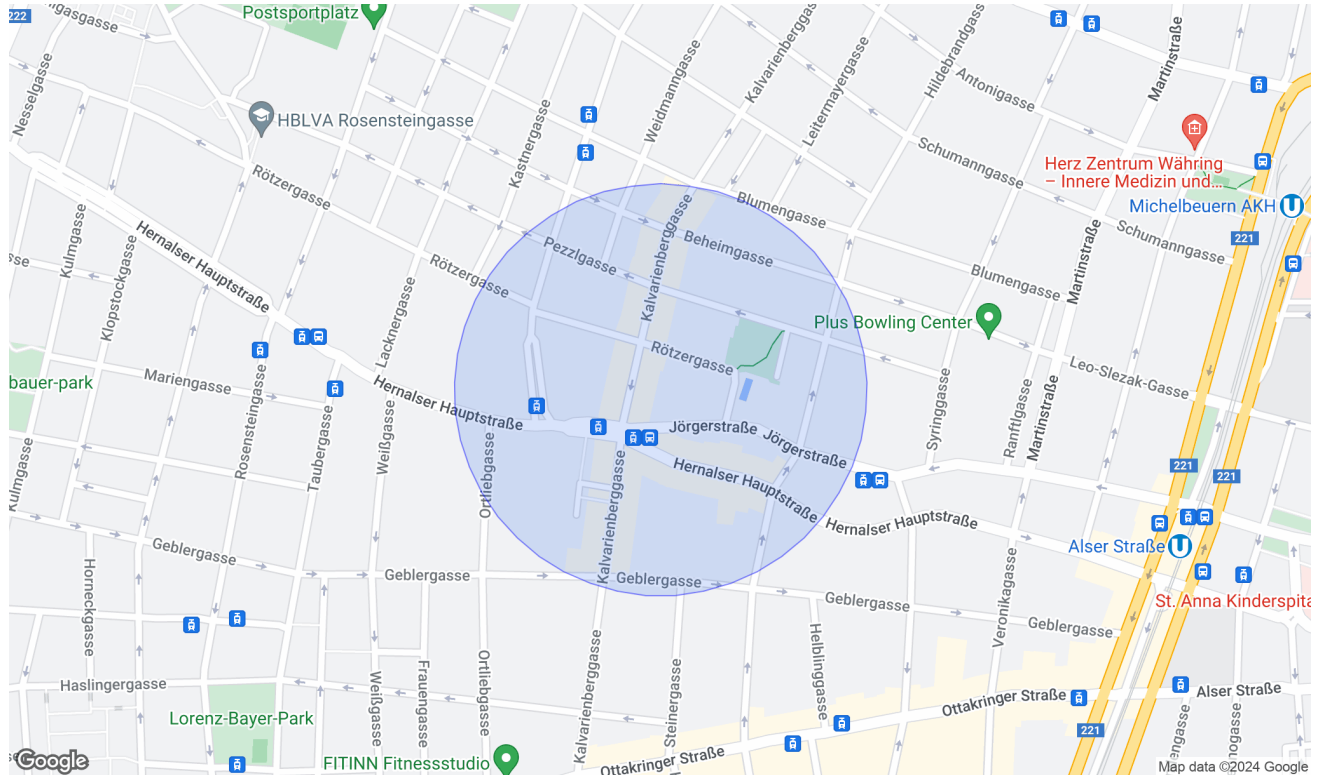 222
Postsportplatz
Nesselgasse
HBLVA Rosensteingasse
Kastnergasse
Weidmanngasse
Kalvarienbergg
Leitermayergasse
Hildebrandgass
Antonigasse
Martinstraße
Schumanngasse
Herz Zentrum Währing
– Innere Medizin und...
Michelbeuern AKH
221
Schumanngasse
Rötzergasse
Kulmgasse
Klopstockgasse
Hernalser Hauptstraße
Rötzergasse
Pezzlgasse
Kalvarienberggasse
Beheimgasse
Blumengasse
Blumengasse
Martinstraße
Plus Bowling Center
Lacknergasse
Rötzergasse
Leo-Slezak-Gasse
bauer-park
Mariengasse
Rosensteingasse
Taubergasse
Weißgasse
Hernalser Hauptstraße
Ortliebgasse
Jörgerstraße
Jörgerstraße
Syringgasse
Ranftlgasse
Martinstraße
Kulmgasse
Hernalser Hauptstraße
Hernalser Hauptstraße
221
221
Alser Straße
St. Anna Kinderspita
Geblergasse
Geblergasse
Kalvarienberggasse
Geblergasse
Geblergasse
Geblergasse
Veronikagasse
Horneckgasse
Haslingergasse
Lorenz-Bayer-Park
Weißgasse
Frauengasse
Ortliebgasse
Kalvarienberggasse
Steinergasse
Helblinggasse
Ottakringer Straße
Ottakringer Straße
Alser Straße
221
FITINN Fitnessstudio
Google
Map data ©2024 Google